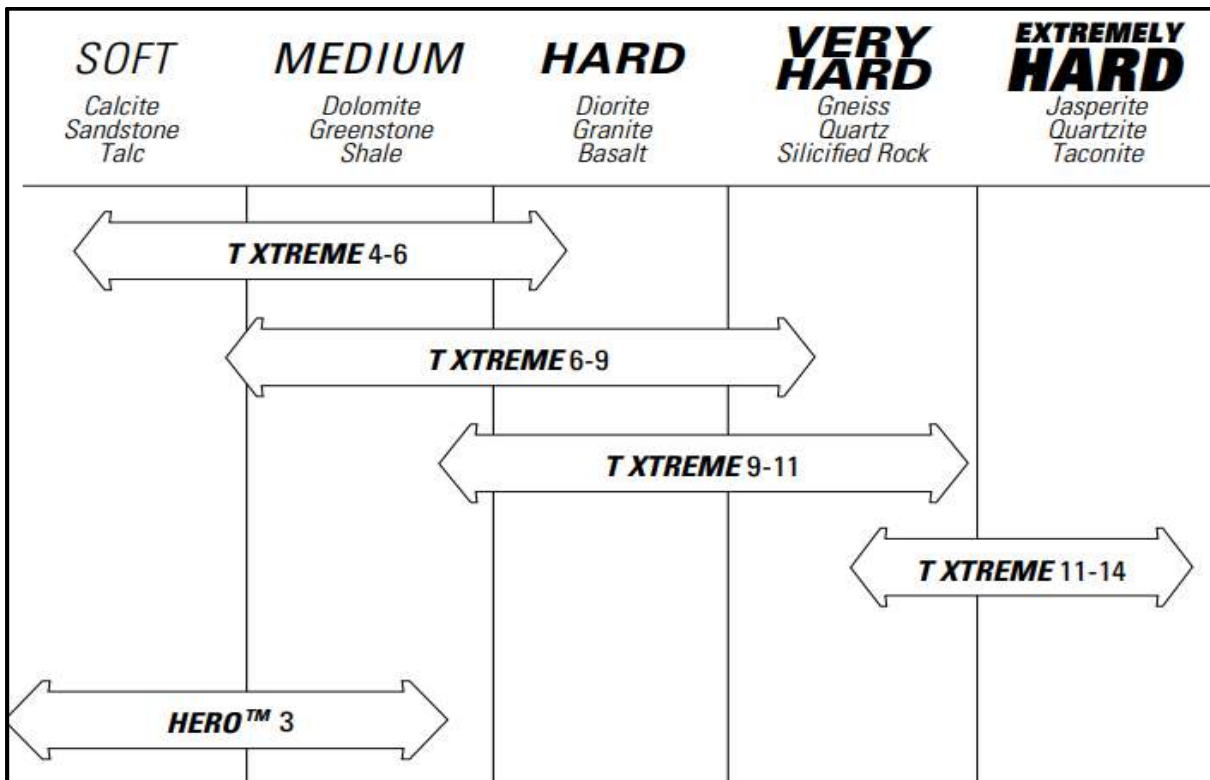 SOFT
Calcite
Sandstone
Talc
MEDIUM
Dolomite
Greenstone
Shale
HARD
Diorite
Granite
Basalt
VERY
HARD
Gneiss
Quartz
Silicified Rock
EXTREMELY
HARD
Jasperite
Quartzite
Taconite
T XTREME 4-6
T XTREME 6-9
T XTREME 9-11
T XTREME 11-14
HERO™ 3